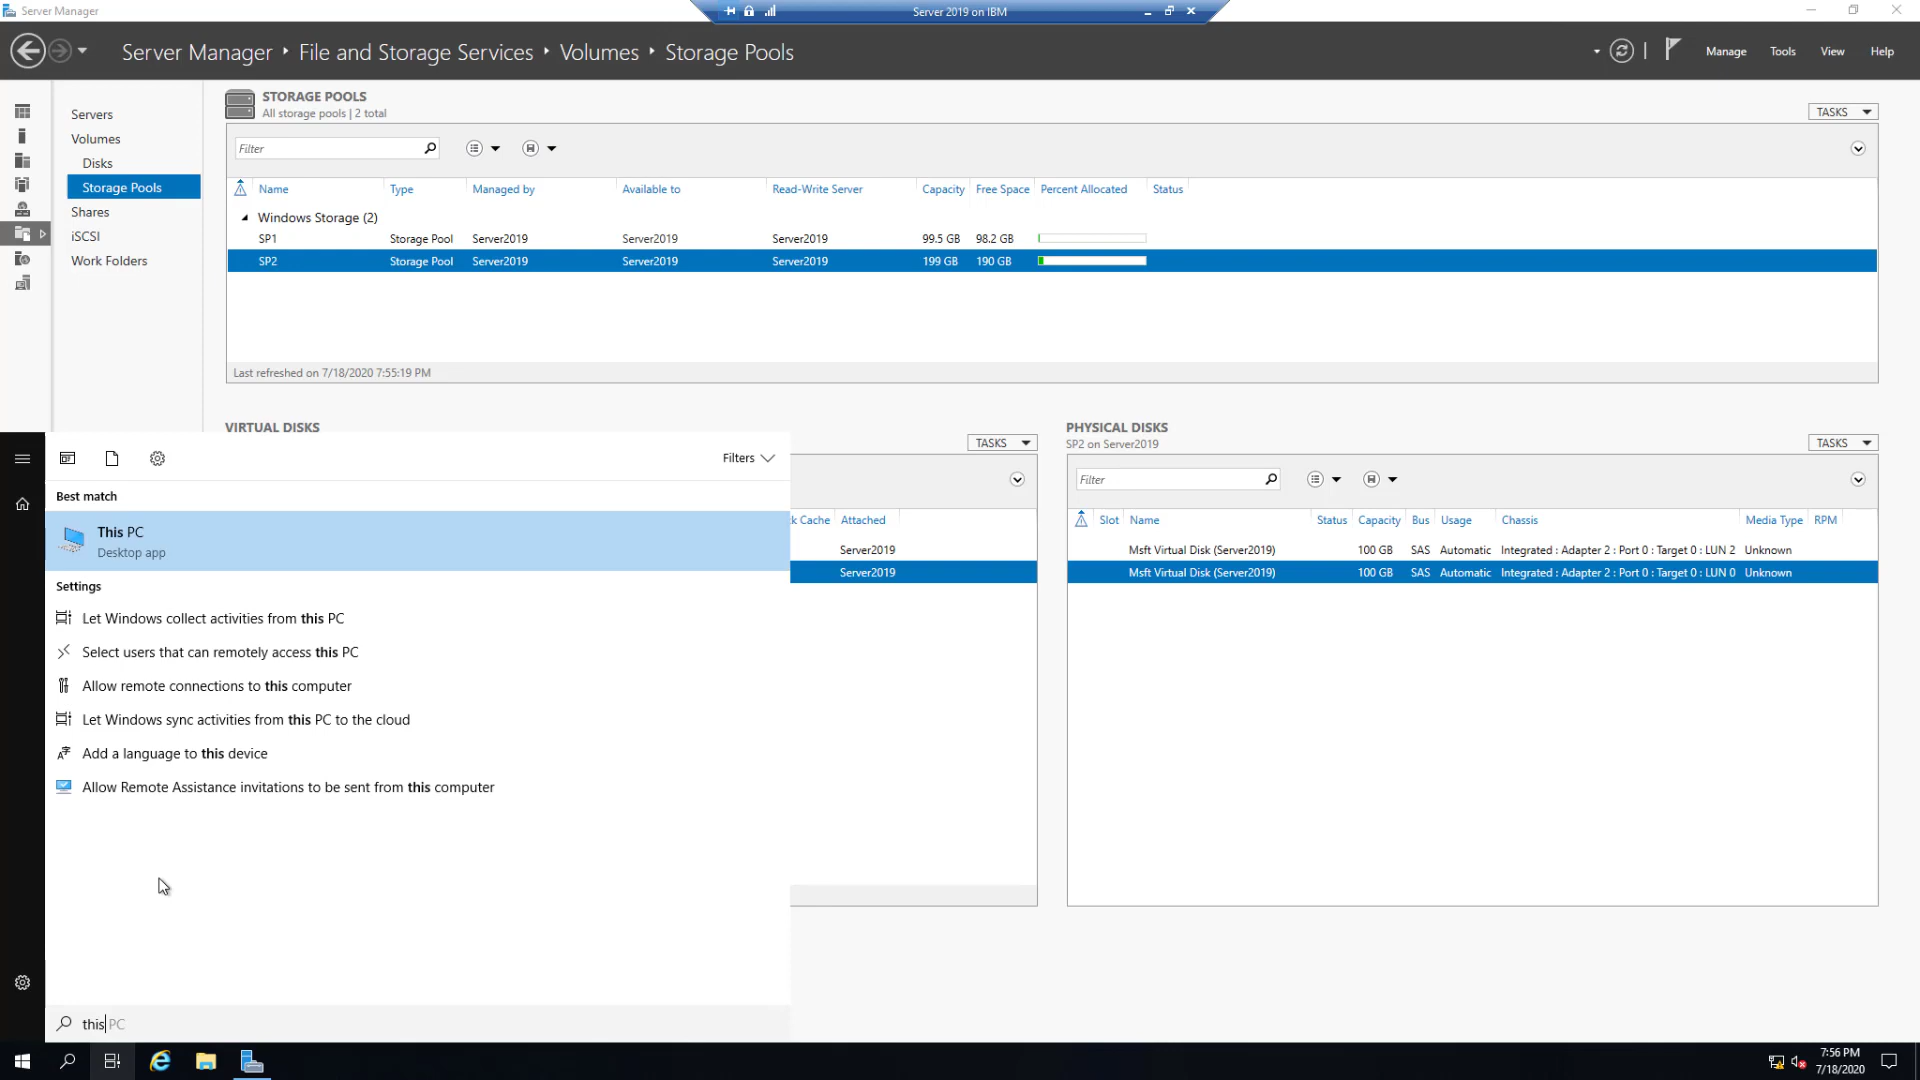 Server Manager
Server 2019 on IBM
Server Manager ‣ File and Storage Services ‣ Volumes ‣ Storage Pools
Manage Tools View Help
Servers
Volumes
Disks
Storage Pools
Shares
iSCSI
Work Folders
STORAGE POOLS
All storage pools | 2 total
TASKS
Filter
Name Type Managed by Available to Read-Write Server Capacity Free Space Percent Allocated Status
Windows Storage (2)
SP1 Storage Pool Server2019 Server2019 Server2019 99.5 GB 98.2 GB
SP2 Storage Pool Server2019 Server2019 Server2019 199 GB 190 GB
Last refreshed on 7/18/2020 7:55:19 PM
VIRTUAL DISKS
TASKS
k Cache Attached
Server2019
Server2019
PHYSICAL DISKS
SP2 on Server2019
TASKS
Filter
Slot Name Status Capacity Bus Usage Chassis Media Type RPM
Msft Virtual Disk (Server2019) 100 GB SAS Automatic Integrated : Adapter 2 : Port 0 : Target 0 : LUN 2 Unknown
Msft Virtual Disk (Server2019) 100 GB SAS Automatic Integrated : Adapter 2 : Port 0 : Target 0 : LUN 0 Unknown
Filters
Best match
This PC
Desktop app
Settings
Let Windows collect activities from this PC
Select users that can remotely access this PC
Allow remote connections to this computer
Let Windows sync activities from this PC to the cloud
Add a language to this device
Allow Remote Assistance invitations to be sent from this computer
this PC
7:56 PM
7/18/2020